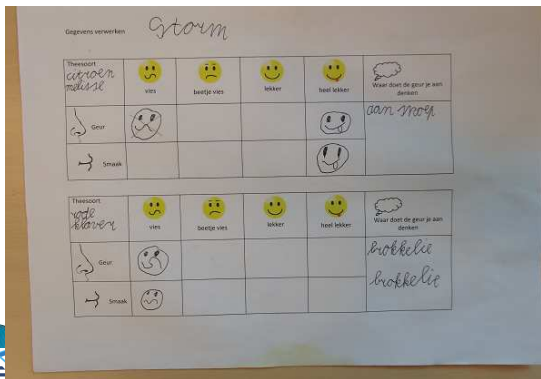 Gegevens verwerken Storm
Theesoort
citroen
melisse
vies
beetje vies
lekker
heel lekker
Waar doet de geur je aan
denken
Geur
aan snoep
Smaak
Theesoort
rode
klaver
vies
beetje vies
lekker
heel lekker
Waar doet de geur je aan
denken
Geur
brokkelie
Smaak
brokkelie